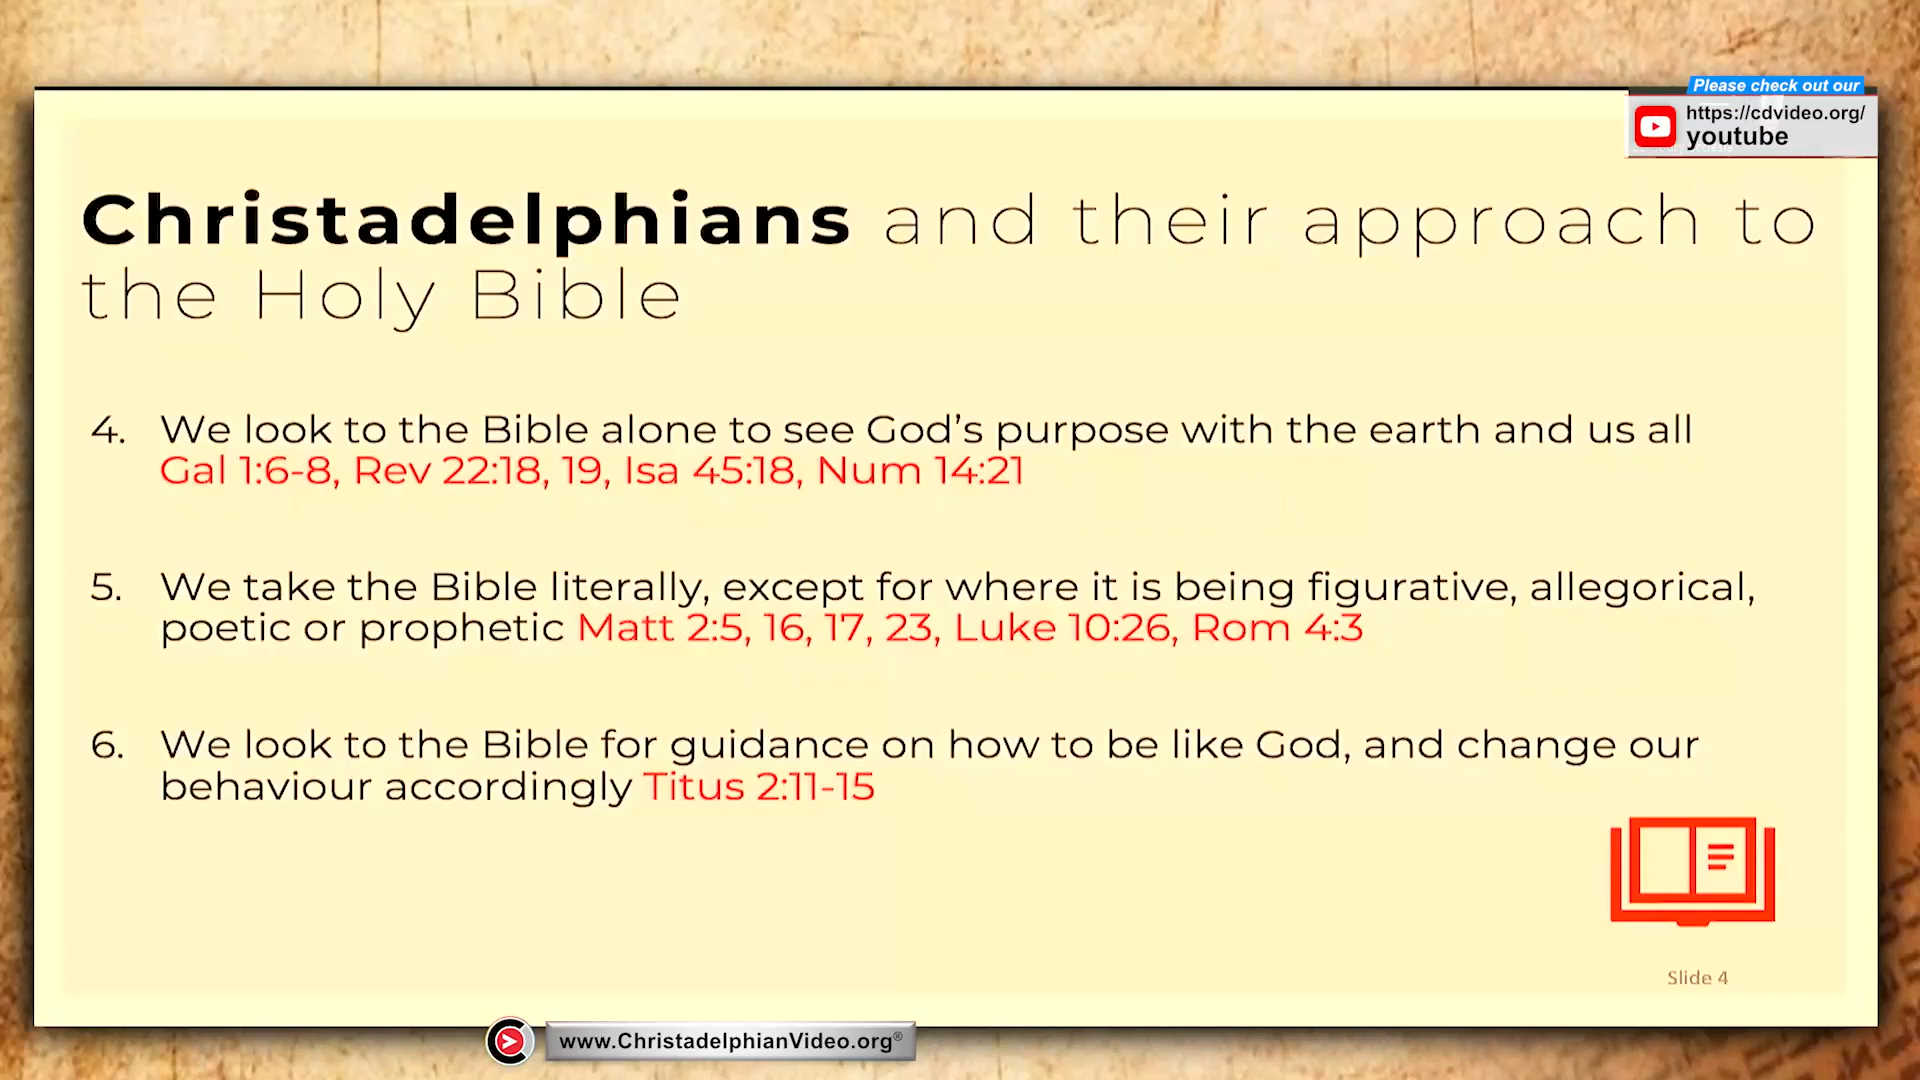 Please check out our
https://cdvideo.org/
youtube
Christadelphians and their approach to
the Holy Bible
4. We look to the Bible alone to see God’s purpose with the earth and us all
Gal 1:6-8, Rev 22:18, 19, Isa 45:18, Num 14:21
5. We take the Bible literally, except for where it is being figurative, allegorical,
poetic or prophetic Matt 2:5, 16, 17, 23, Luke 10:26, Rom 4:3
6. We look to the Bible for guidance on how to be like God, and change our
behaviour accordingly Titus 2:11-15
Slide 4
www.ChristadelphianVideo.org®